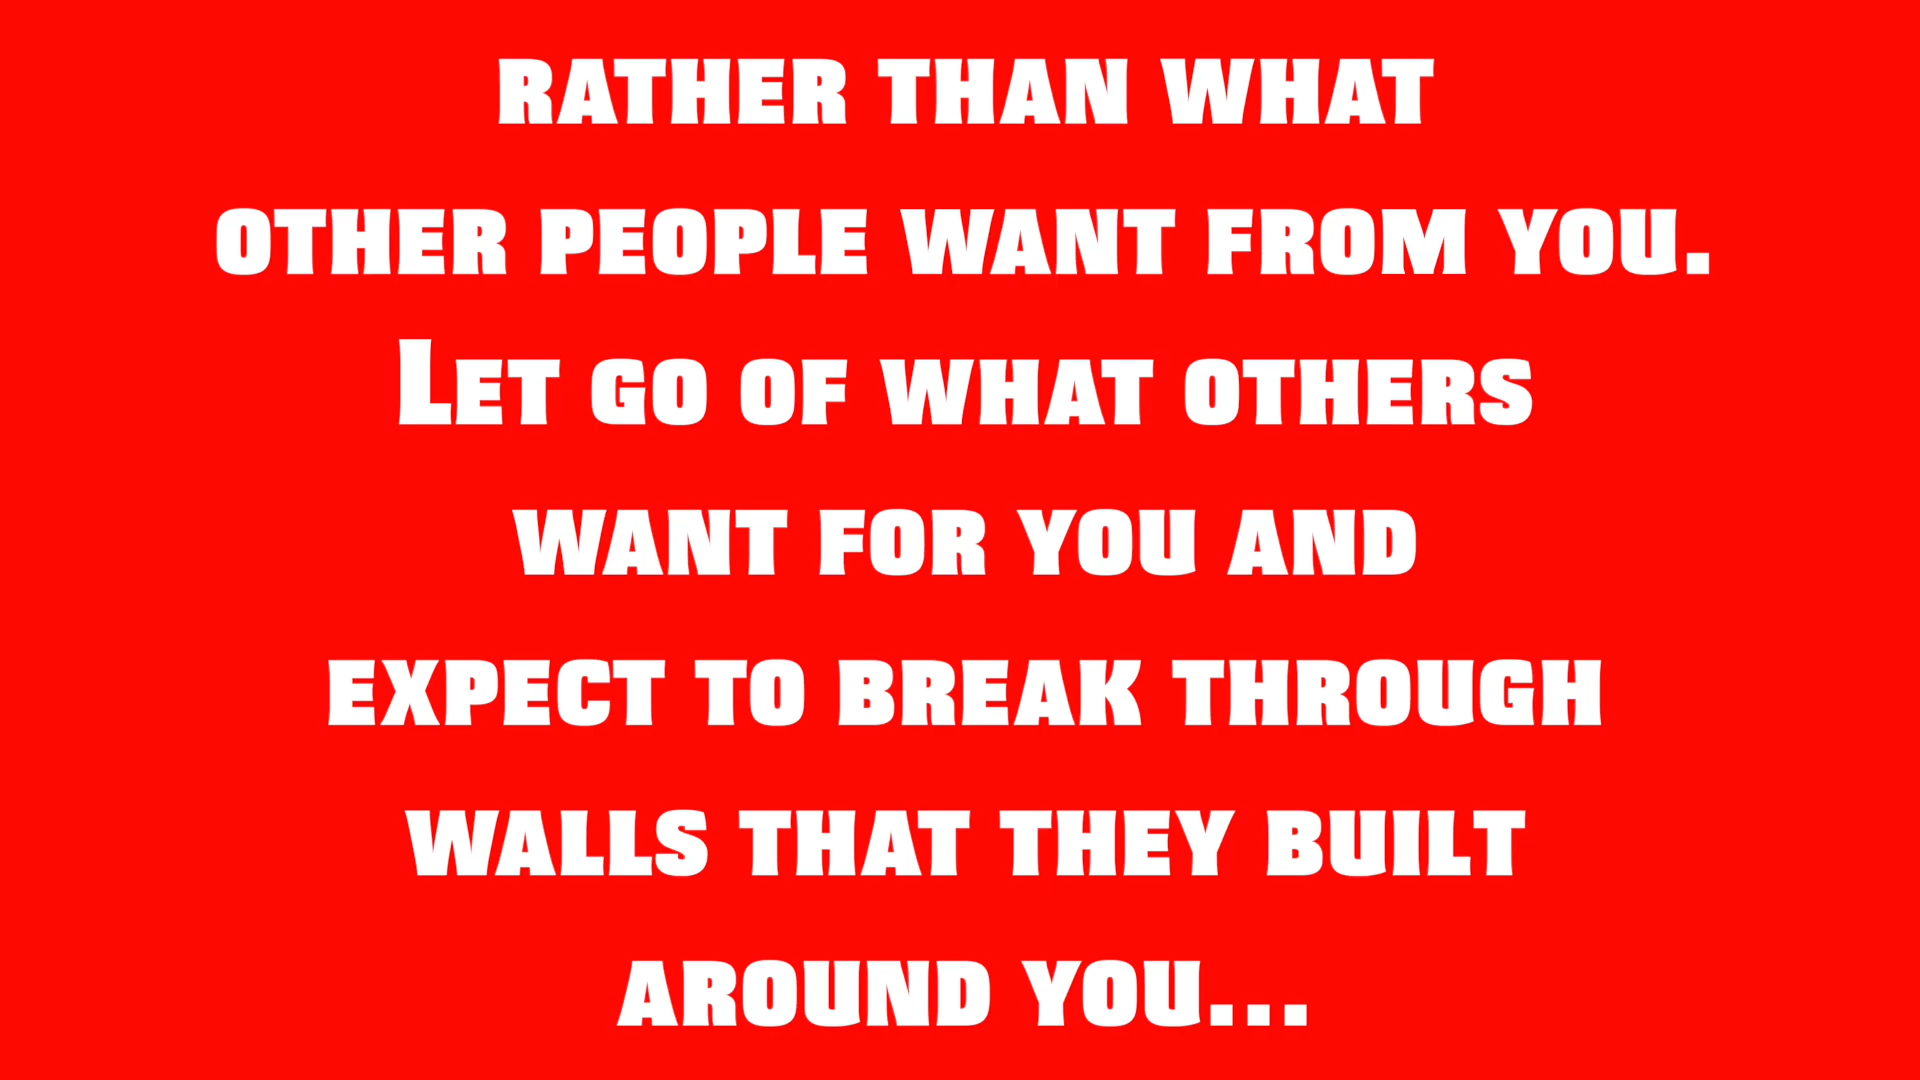 RATHER THAN WHAT
OTHER PEOPLE WANT FROM YOU.
LET GO OF WHAT OTHERS
WANT FOR YOU AND
EXPECT TO BREAK THROUGH
WALLS THAT THEY BUILT
AROUND YOU...